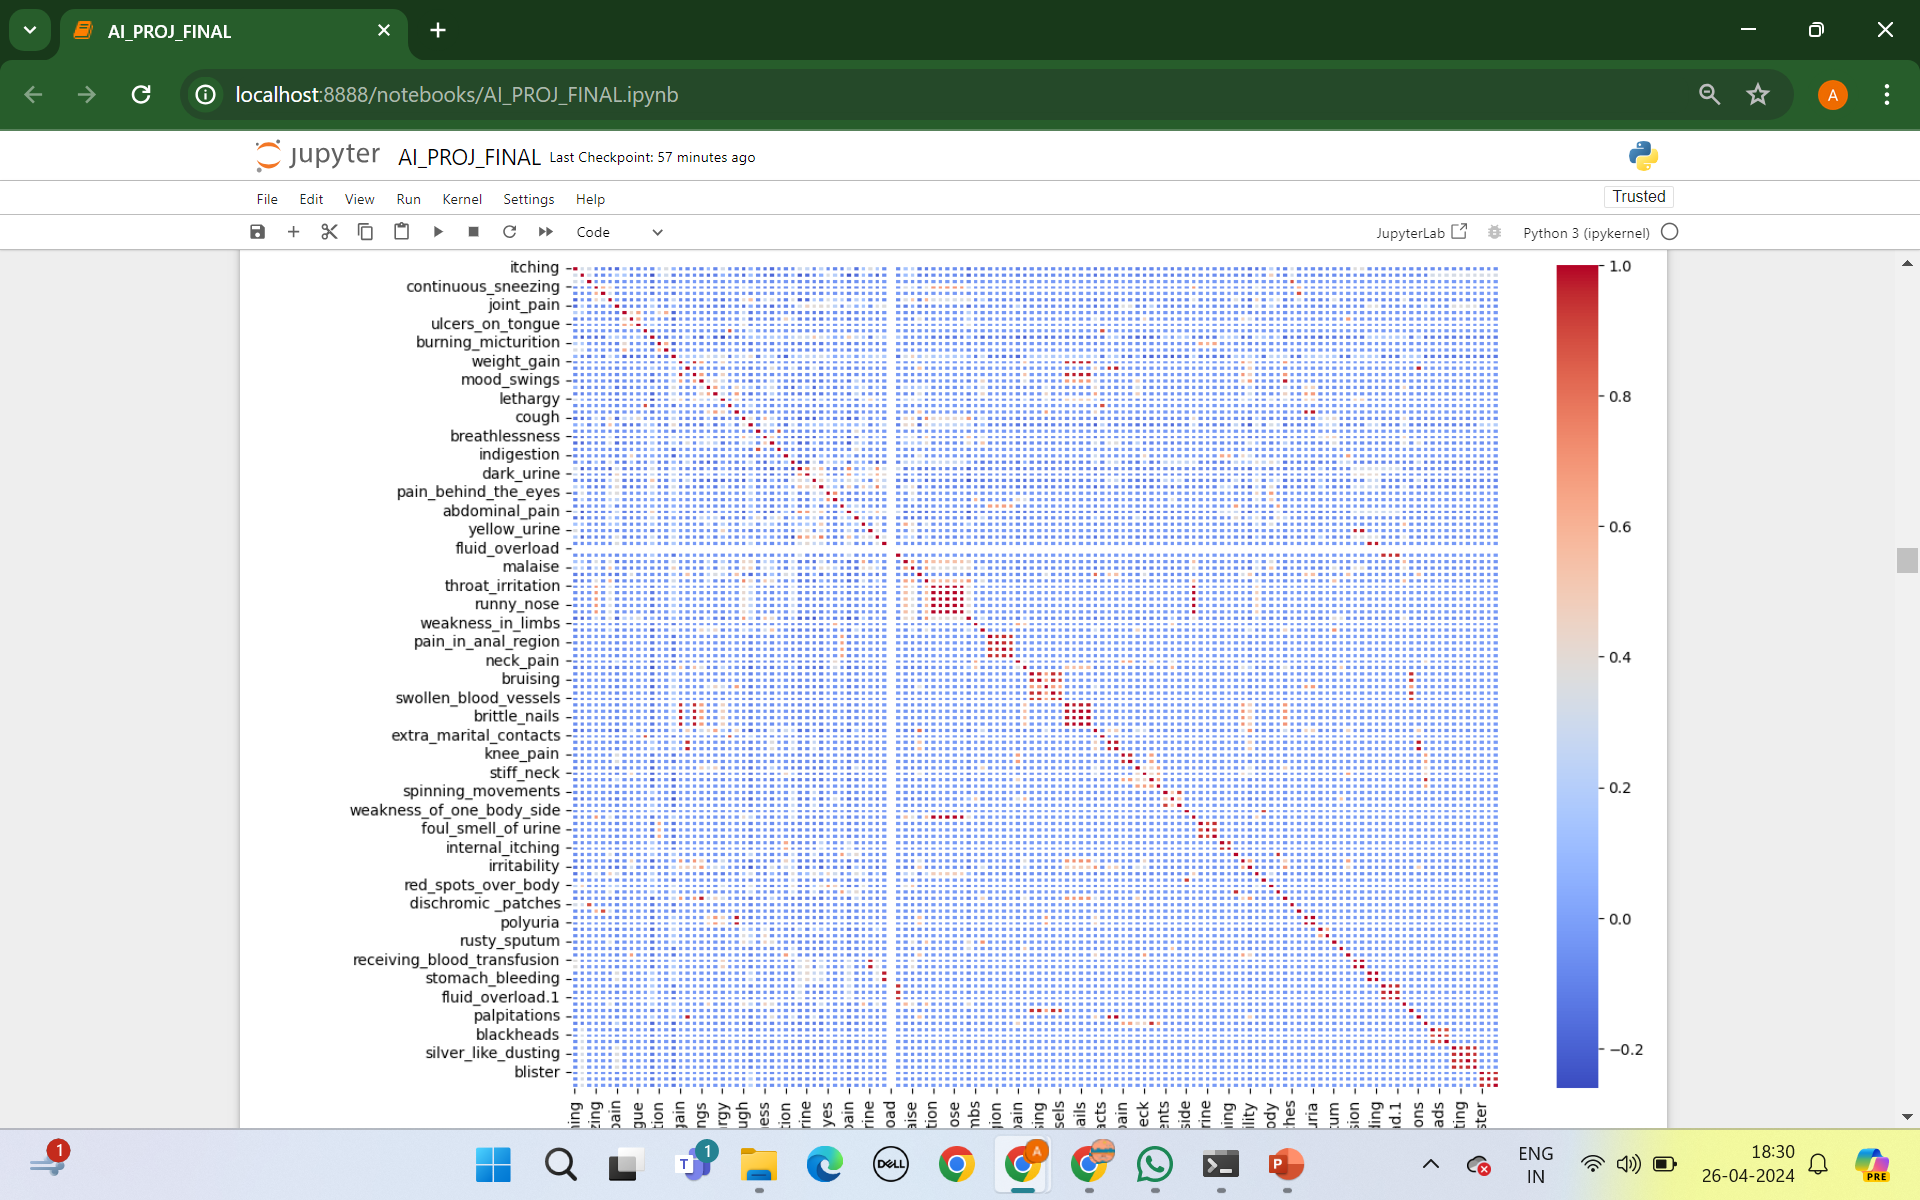 AI_PROJ_FINAL
localhost:8888/notebooks/AI_PROJ_FINAL.ipynb
A
jupyter AI_PROJ_FINAL Last Checkpoint: 57 minutes ago
File Edit View Run Kernel Settings Help
Trusted
Code
JupyterLab
Python 3 (ipykernel)
itching
continuous_sneezing
joint_pain
ulcers_on_tongue
burning_micturition
weight_gain
mood_swings
lethargy
cough
breathlessness
indigestion
dark_urine
pain_behind_the_eyes
abdominal_pain
yellow_urine
fluid_overload
malaise
throat_irritation
runny_nose
weakness_in_limbs
pain_in_anal_region
neck_pain
bruising
swollen_blood_vessels
brittle_nails
extra_marital_contacts
knee_pain
stiff_neck
spinning_movements
weakness_of_one_body_side
foul_smell_of urine
internal_itching
irritability
red_spots_over_body
dischromic _patches
polyuria
rusty_sputum
receiving_blood_transfusion
stomach_bleeding
fluid_overload.1
palpitations
blackheads
silver_like_dusting
blister
1.0
0.8
0.6
0.4
0.2
0.0
−0.2
1
1
DELL
A
ENG
IN
18:30
26-04-2024
PRE